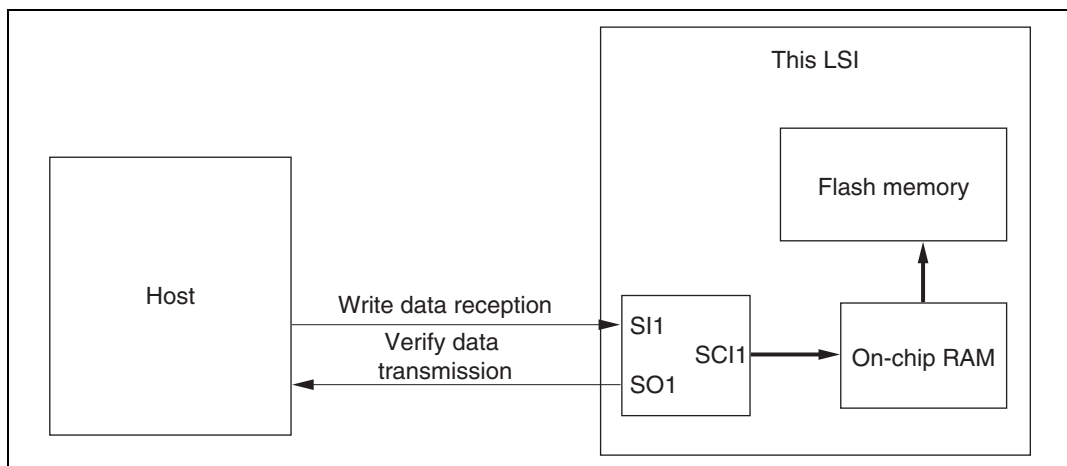 This LSI
Flash memory
Host
Write data reception
SI1
Verify data
SCI1
On-chip RAM
transmission
SO1